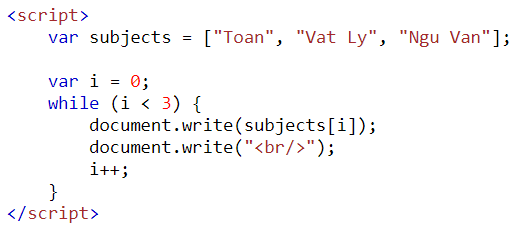 <script>
    var subjects = ["Toan", "Vat Ly", "Ngu Van"];

    var i = 0;
    while (i < 3) {
        document.write(subjects[i]);
        document.write("<br/>");
        i++;
    }
</script>